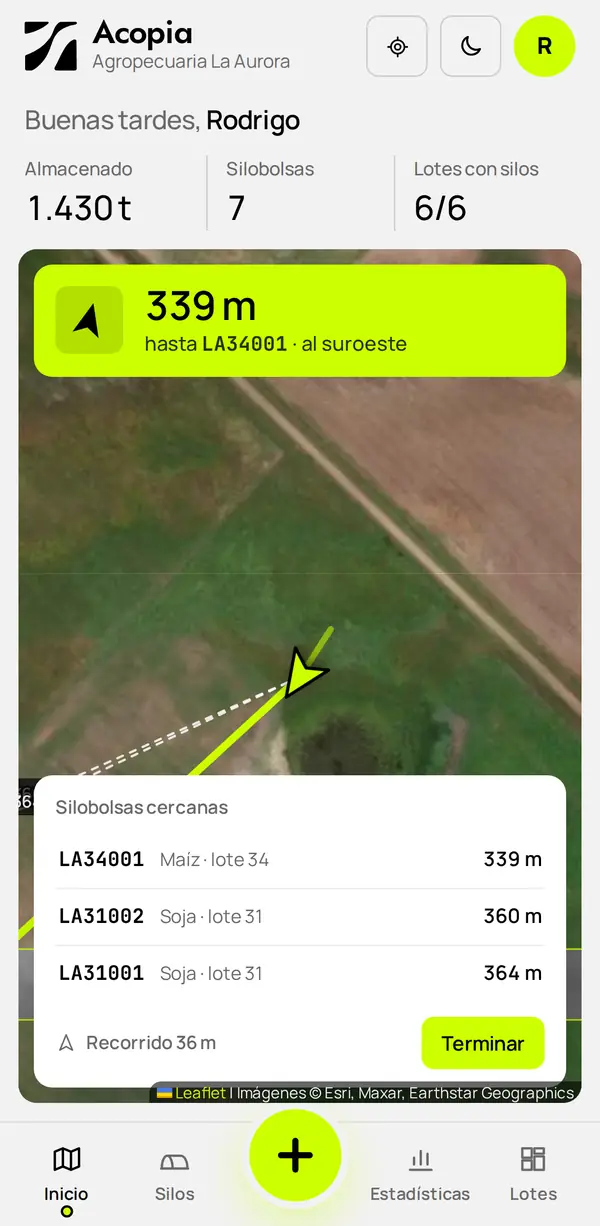 Acopia
Agropecuaria La Aurora
R
Buenas tardes, Rodrigo
Almacenado
Silobolsas
Lotes con silos
1.430 t
7
6/6
339 m
hasta LA34001 · al suroeste
Silobolsas cercanas
LA34001 Maíz · lote 34 339 m
LA31002 Soja · lote 31 360 m
LA31001 Soja · lote 31 364 m
Recorrido 36 m
Terminar
Leaflet | Imágenes © Esri, Maxar, Earthstar Geographics
Inicio
Silos
Estadísticas
Lotes